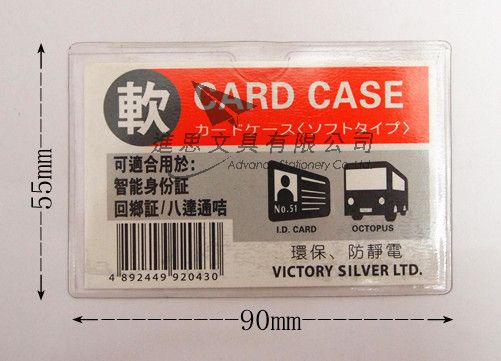 軟
CARD CASE
カードケース〈ソフトタイプ〉
進思文具有限公司
Advance Stationery Co. Ltd.
可適合用於:
智能身份証
回鄉証/八達通咭
No.51
I.D. CARD
OCTOPUS
環保、防靜電
VICTORY SILVER LTD.
4 892449 920430
55mm
90mm